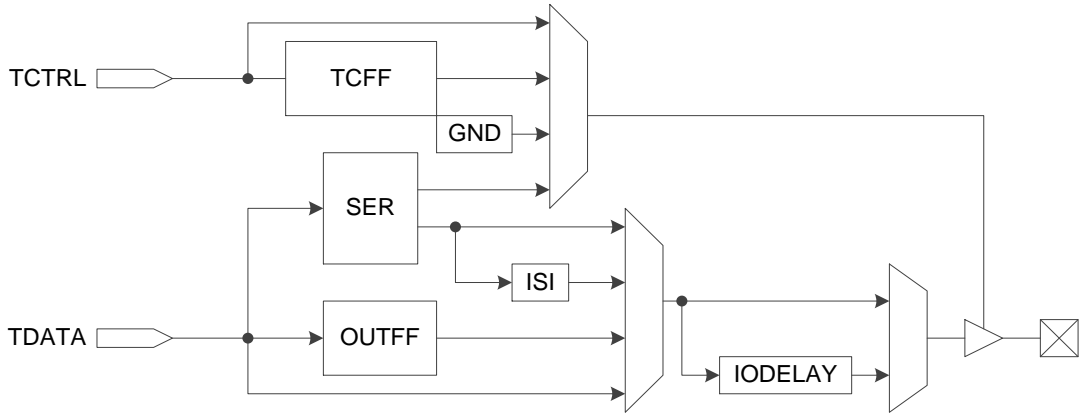 TCTRL
TCFF
GND
SER
ISI
TDATA
OUTFF
IODELAY